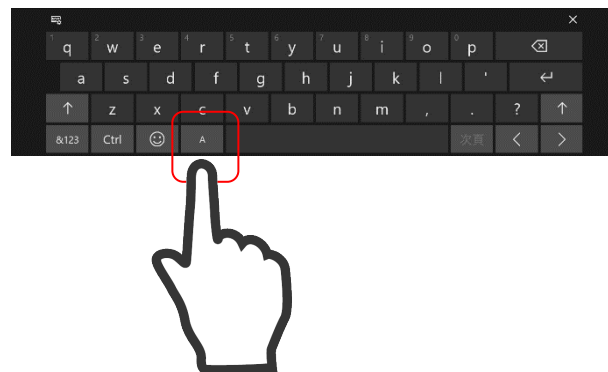 1 q 2 w 3 e 4 r 5 t 6 y 7 u 8 i 9 o 0 p
a s d f g h j k l '
z x c v b n m , . ?
&123 Ctrl A 次頁